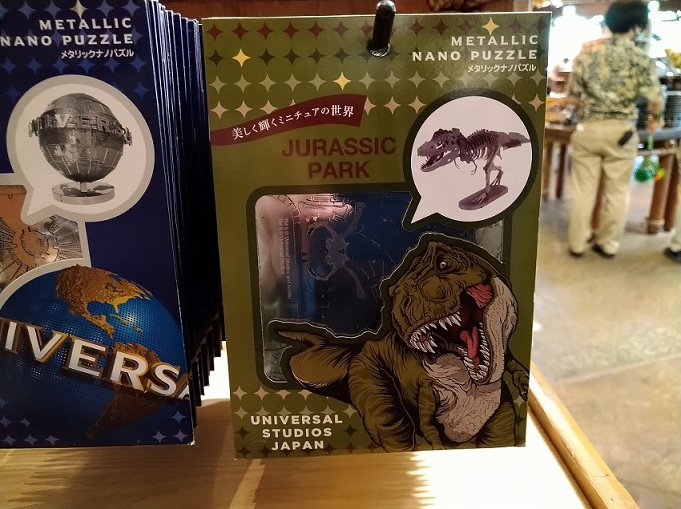 METALLIC
NANO PUZZLE
メタリックナノパズル
UNIVERSA
METALLIC
NANO PUZZLE
メタリックナノパズル
美しく輝くミニチュアの世界
JURASSIC
PARK
UNIVERSAL
STUDIOS
JAPAN